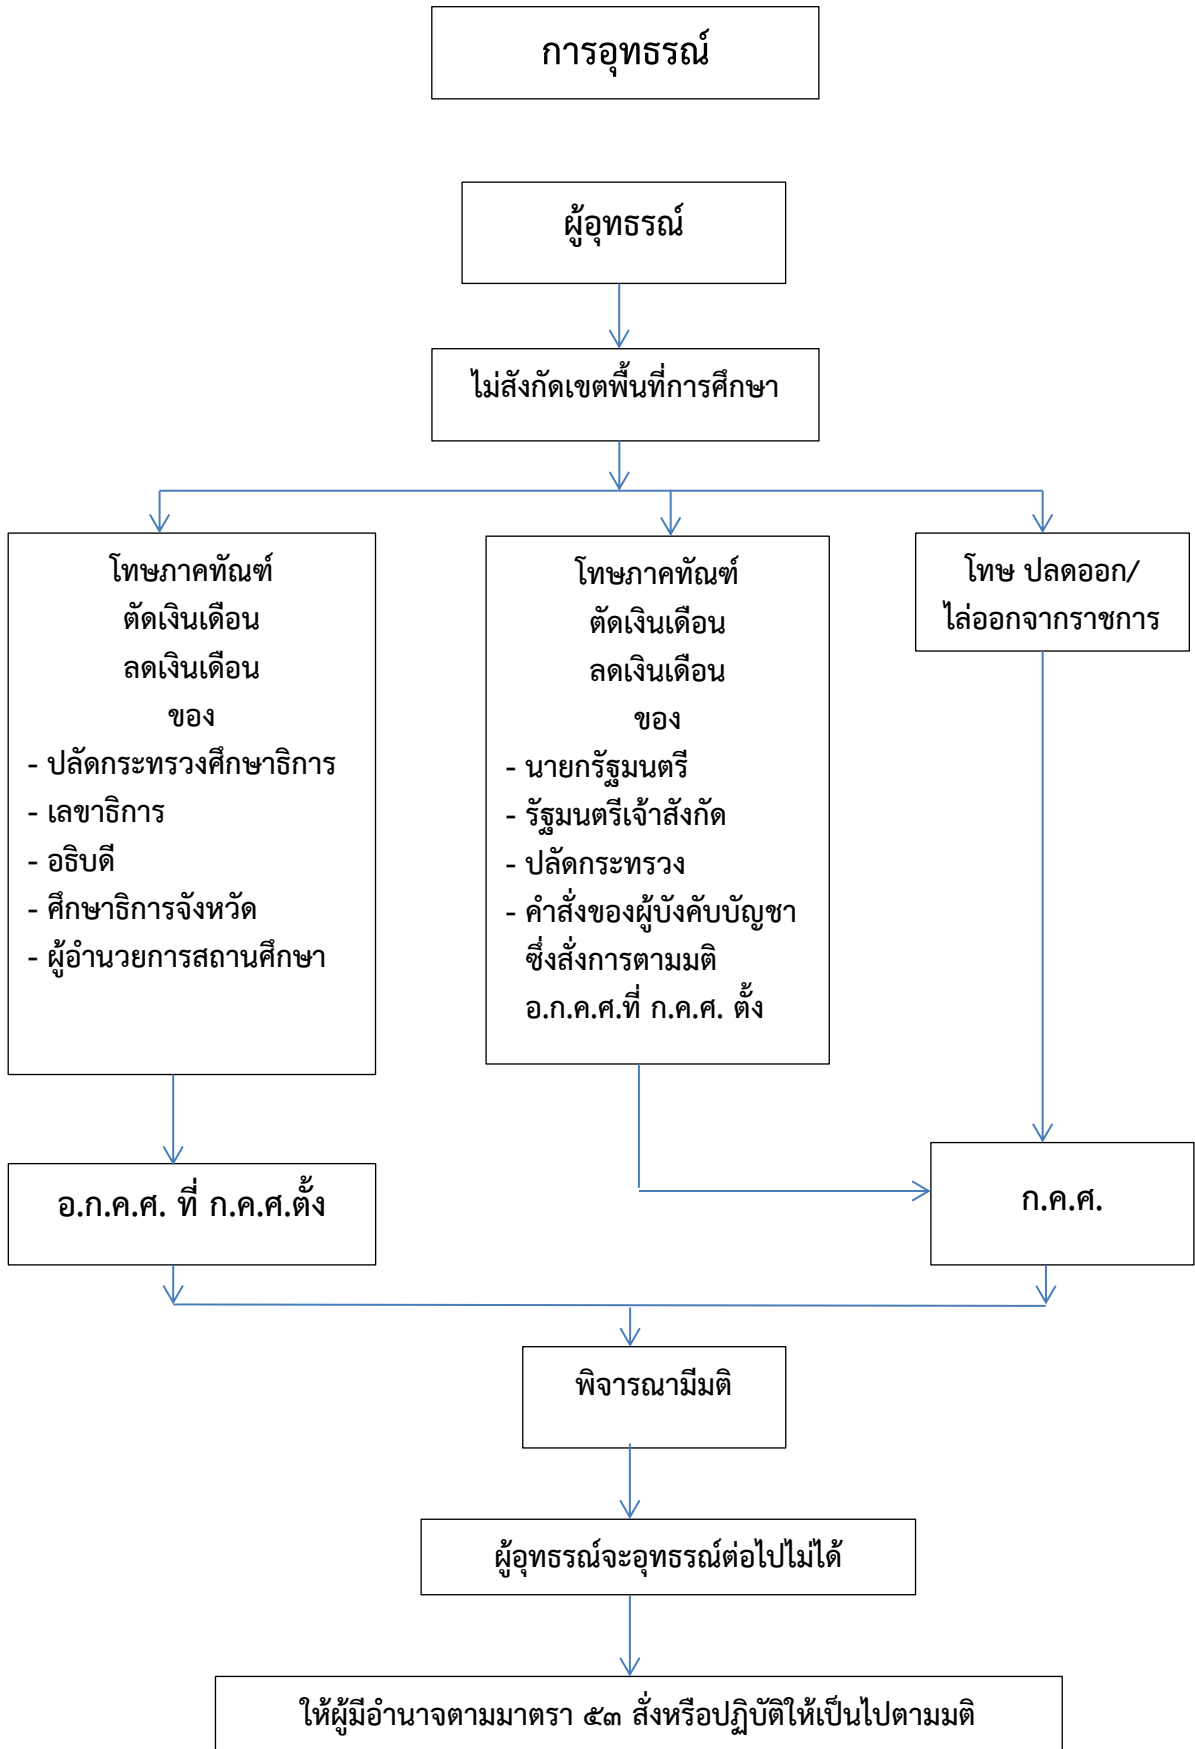 การอุทธรณ์
ผู้อุทธรณ์
ไม่สังกัดเขตพื้นที่การศึกษา
โทษภาคทัณฑ์
ตัดเงินเดือน
ลดเงินเดือน
ของ
- ปลัดกระทรวงศึกษาธิการ
- เลขาธิการ
- อธิบดี
- ศึกษาธิการจังหวัด
- ผู้อำนวยการสถานศึกษา
โทษภาคทัณฑ์
ตัดเงินเดือน
ลดเงินเดือน
ของ
- นายกรัฐมนตรี
- รัฐมนตรีเจ้าสังกัด
- ปลัดกระทรวง
- คำสั่งของผู้บังคับบัญชา
ซึ่งสั่งการตามมติ
อ.ก.ค.ศ.ที่ ก.ค.ศ. ตั้ง
โทษ ปลดออก/
ไล่ออกจากราชการ
อ.ก.ค.ศ. ที่ ก.ค.ศ.ตั้ง
ก.ค.ศ.
พิจารณามีมติ
ผู้อุทธรณ์จะอุทธรณ์ต่อไปไม่ได้
ให้ผู้มีอำนาจตามมาตรา ๕๓ สั่งหรือปฏิบัติให้เป็นไปตามมติ